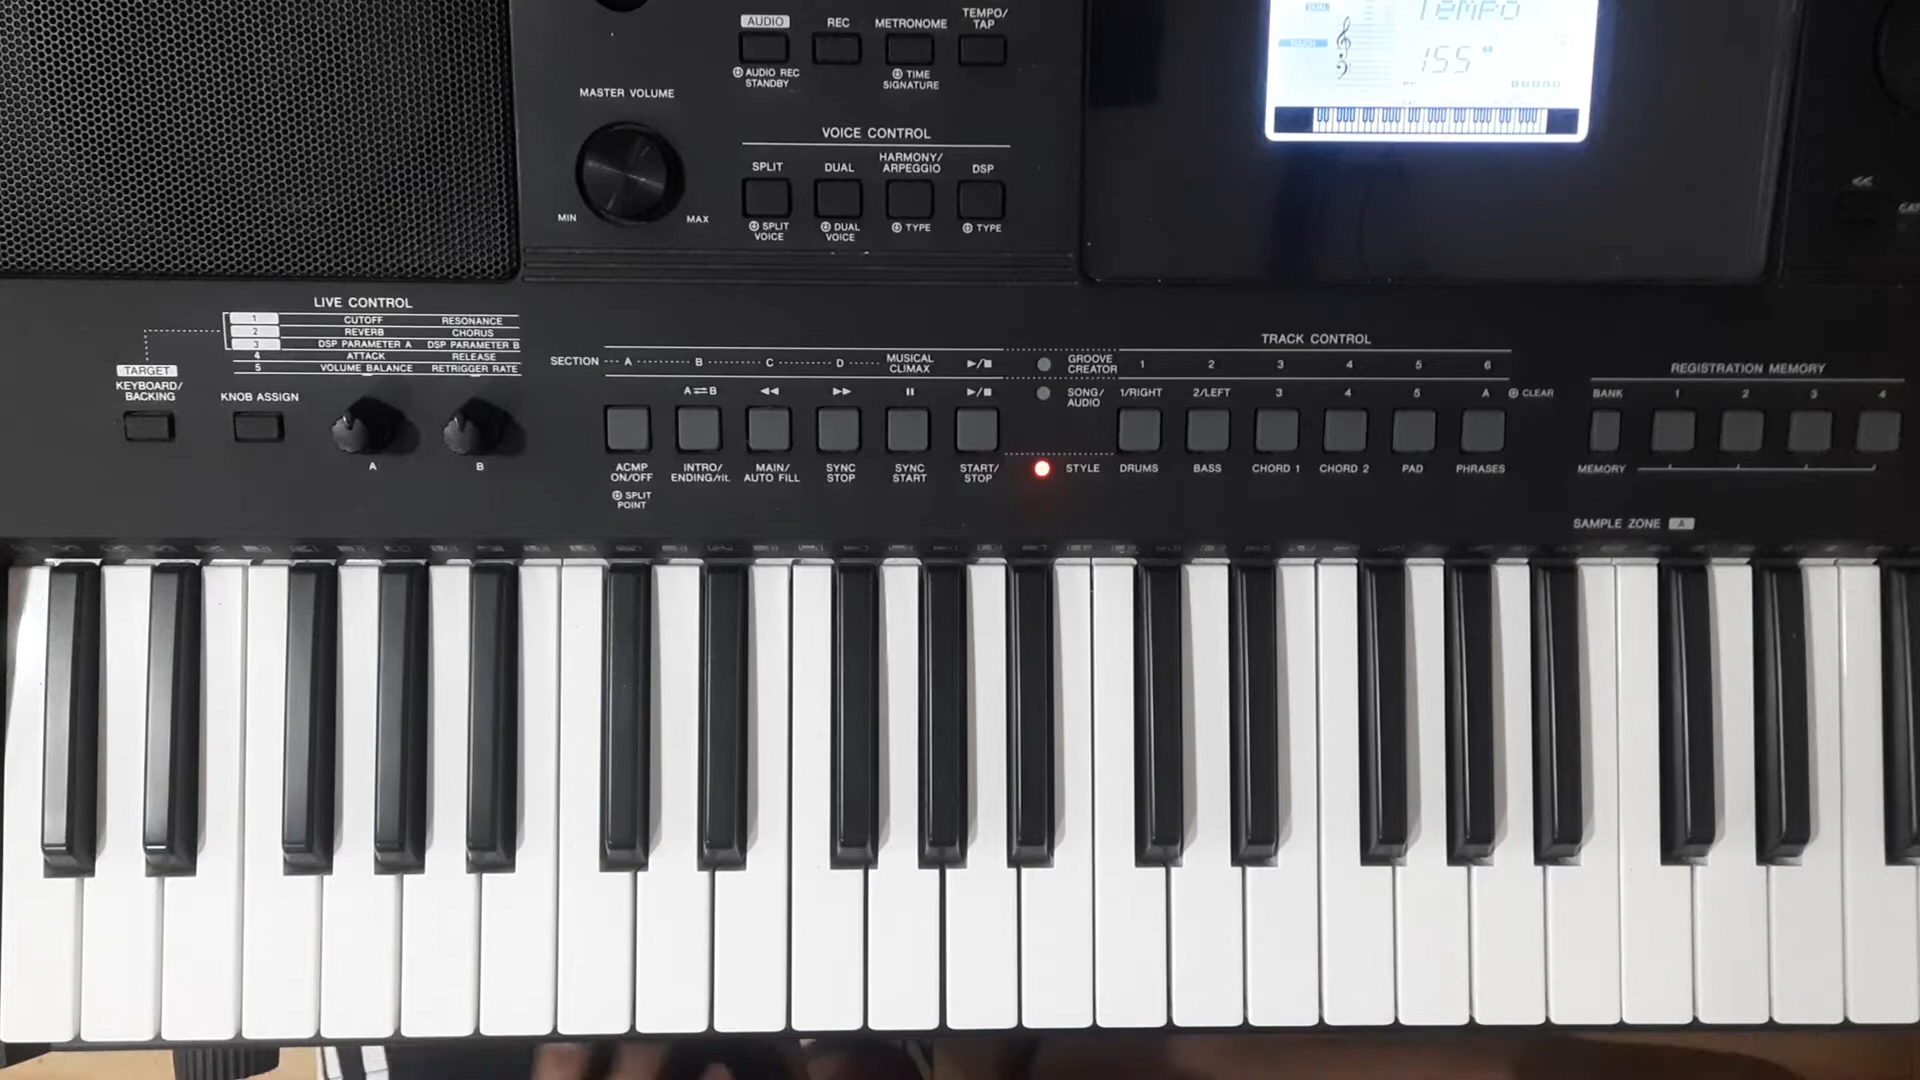 AUDIO REC METRONOME TEMPO/
TAP
AUDIO REC
STANDBY
TIME
SIGNATURE
MASTER VOLUME
MIN MAX
VOICE CONTROL
SPLIT DUAL HARMONY/
ARPEGGIO DSP
SPLIT
VOICE
DUAL
VOICE
TYPE TYPE
DUAL Tempo
TOUCH 155
LIVE CONTROL
1 CUTOFF RESONANCE
2 REVERB CHORUS
3 DSP PARAMETER A DSP PARAMETER B
4 ATTACK RELEASE
5 VOLUME BALANCE RETRIGGER RATE
TARGET
KEYBOARD/
BACKING
KNOB ASSIGN
A B
SECTION A B C D MUSICAL
CLIMAX
GROOVE
CREATOR
A B
SONG/
AUDIO
ACMP
ON/OFF
SPLIT
POINT
INTRO/
ENDING/rit.
MAIN/
AUTO FILL
SYNC
STOP
SYNC
START
START/
STOP
STYLE
TRACK CONTROL
1 2 3 4 5 6
1/RIGHT 2/LEFT 3 4 5 A CLEAR
DRUMS BASS CHORD 1 CHORD 2 PAD PHRASES
REGISTRATION MEMORY
BANK 1 2 3 4
MEMORY
SAMPLE ZONE A